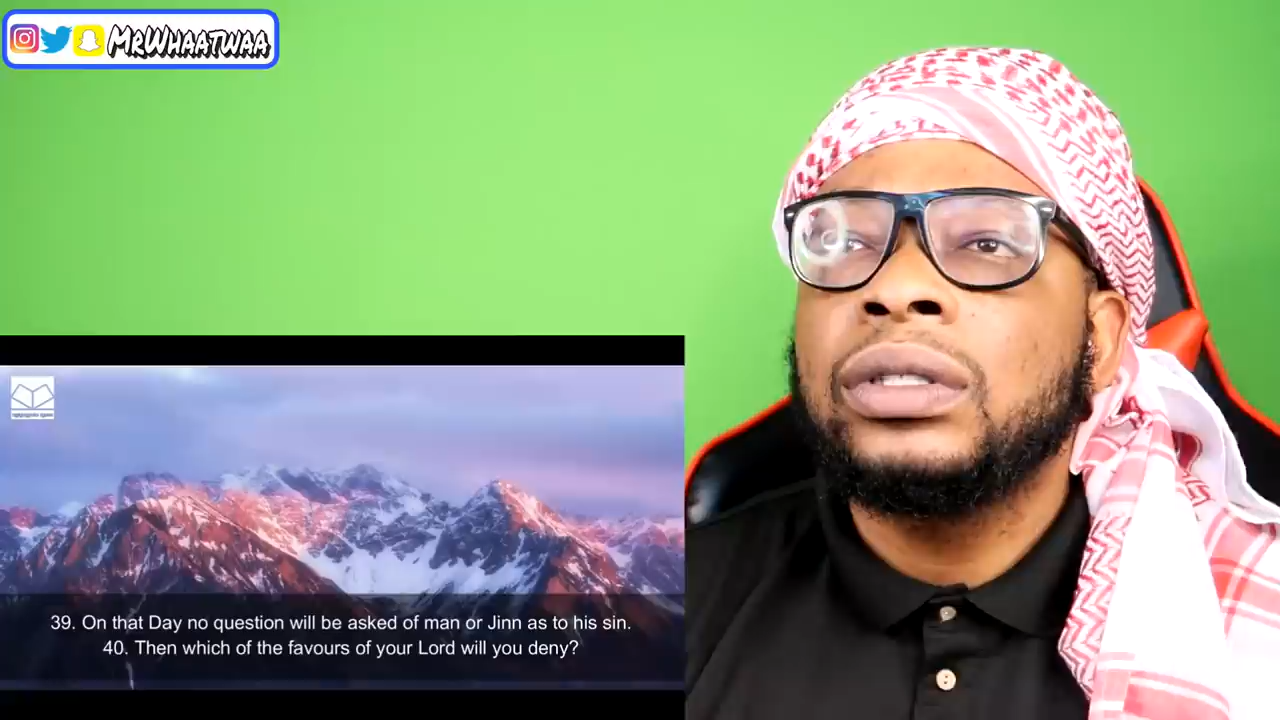 MRWHAATWAA
39. On that Day no question will be asked of man or Jinn as to his sin.
40. Then which of the favours of your Lord will you deny?